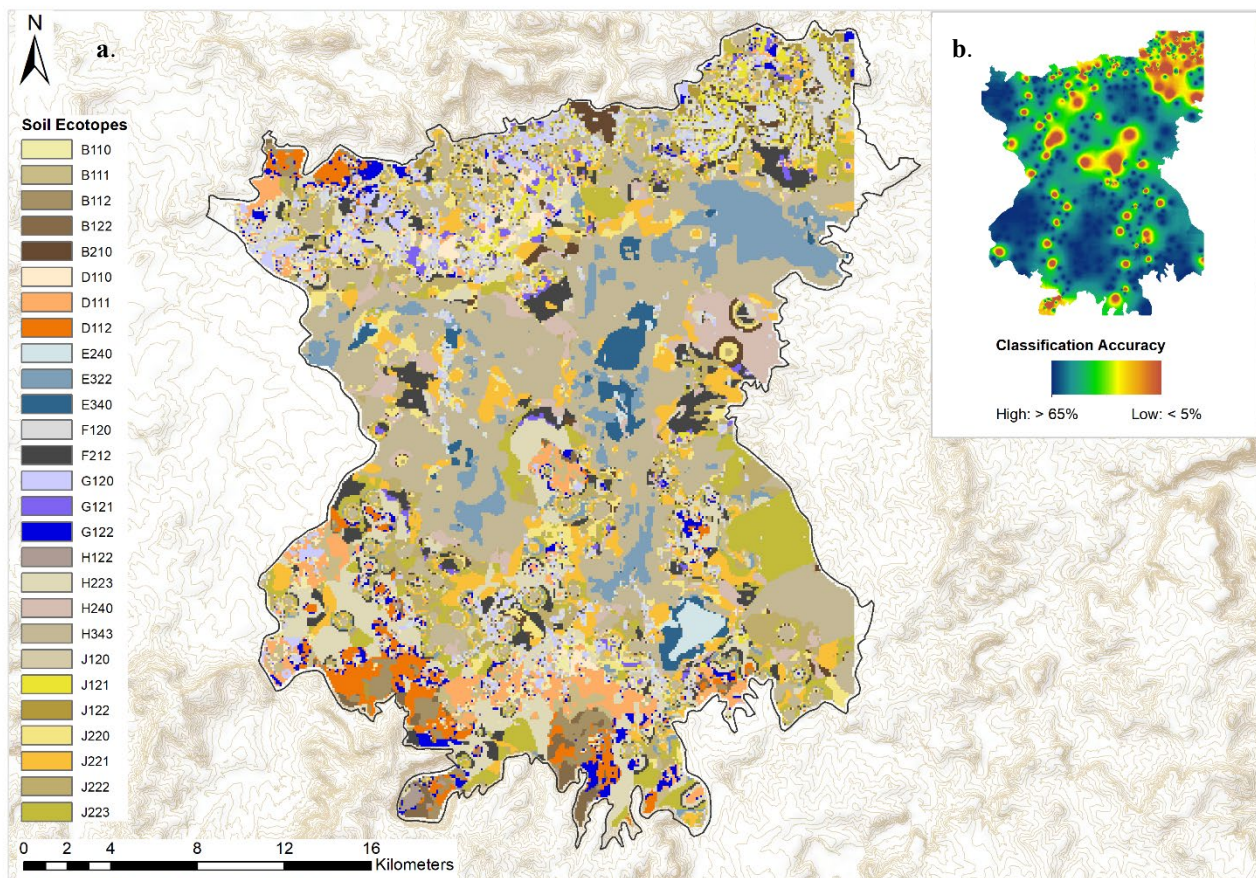 N
a.
Soil Ecotopes
B110
B111
B112
B122
B210
D110
D111
D112
E240
E322
E340
F120
F212
G120
G121
G122
H122
H223
H240
H343
J120
J121
J122
J220
J221
J222
J223
0 2 4 8 12 16
Kilometers
b.
Classification Accuracy
High: > 65% Low: < 5%